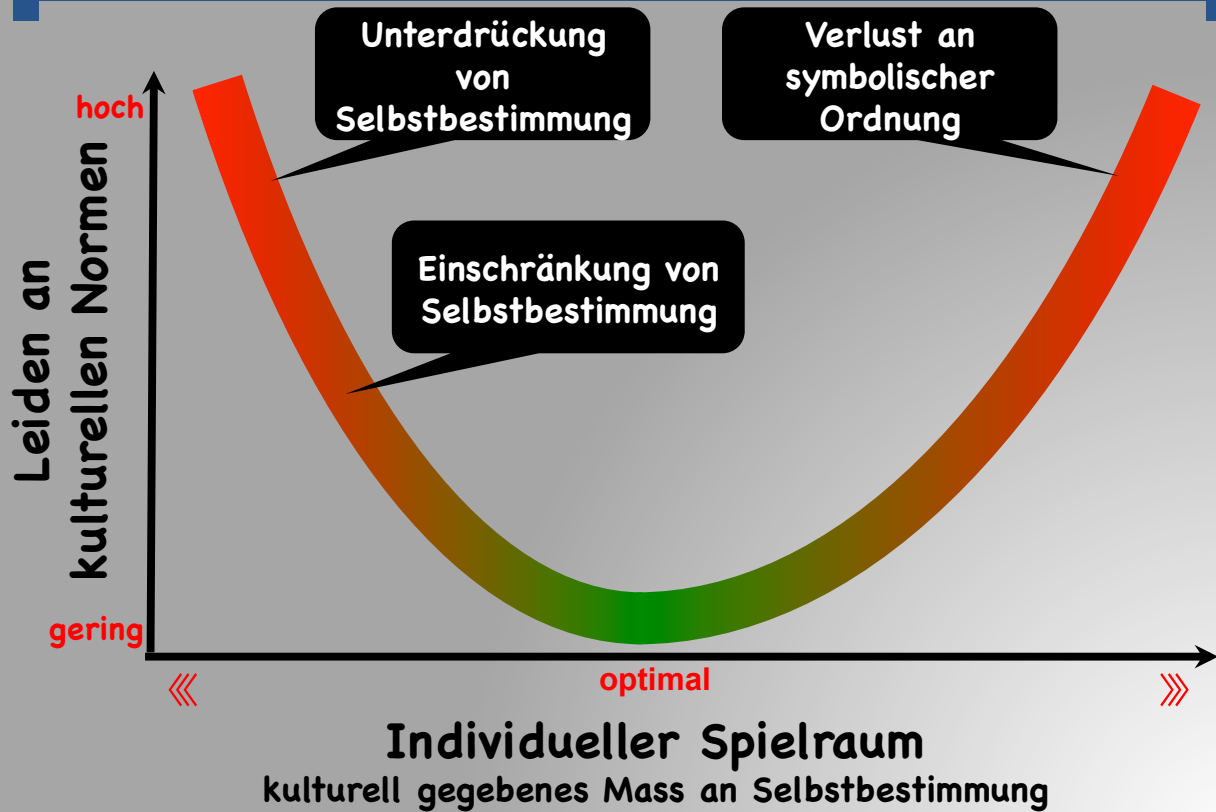 Unterdrückung
von
Selbstbestimmung
Verlust an
symbolischer
Ordnung
hoch
Einschränkung von
Selbstbestimmung
Leiden an
kulturellen Normen
gering
optimal
Individueller Spielraum
kulturell gegebenes Mass an Selbstbestimmung